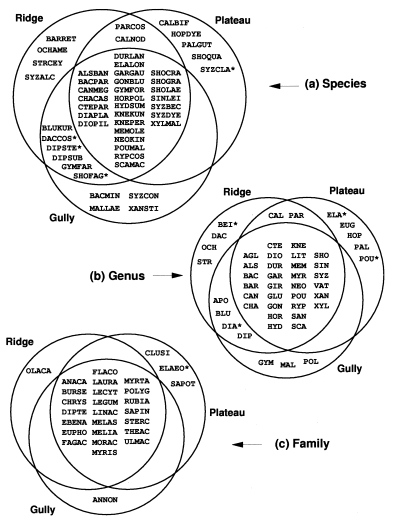 Ridge
Plateau
PARCOS
CALNOD
CALBIF
HOPDYE
PALGUT
SHOQUA
SYZCLA*
BARRET
OCHAME
STRCEY
SYZALC
DURLAN
ELALON
ALSBAN GARGAU SHOCRA
BACPAR GONBLU SHOGRA
CANMEG GYMFOR SHOLAE
CHACAS HORPOL SINLEI
CTEPAR HYDSUM SYZBEC
DIAPLA KNEKUN SYZDYE
DIOPIL KNEPER XYLMAL
MEMOLE
NEOKIN
POUMAL
RYPCOS
SCAMAC
BLUKUR
DACCOS*
DIPSTE*
DIPSUB
GYMFAR
SHOFAG*
BACMIN SYZCON
MALLAE XANSTI
Gully
(a) Species
Ridge
Plateau
BEI*
DAC
OCH
STR
CAL PAR
ELA*
EUG
HOP
PAL
POU*
CTE KNE
AGL DIO LIT SHO
ALS DUR MEM SIN
BAC GAR MYR SYZ
BAR GIR NEO VAT
CAN GLU POU XAN
CHA GON RYP XYL
HOR SAN
HYD SCA
APO
BLU
DIA*
DIP
GYM MAL POL
Gully
(b) Genus
Ridge
Plateau
OLACA
CLUSI
ELAEO*
SAPOT
FLACO
ANACA LAURA MYRTA
BURSE LECYT POLYG
CHRYS LEGUM RUBIA
DIPTE LINAC SAPIN
EBENA MELAS STERC
EUPHO MELIA THEAC
FAGAC MORAC ULMAC
MYRIS
ANNON
Gully
(c) Family